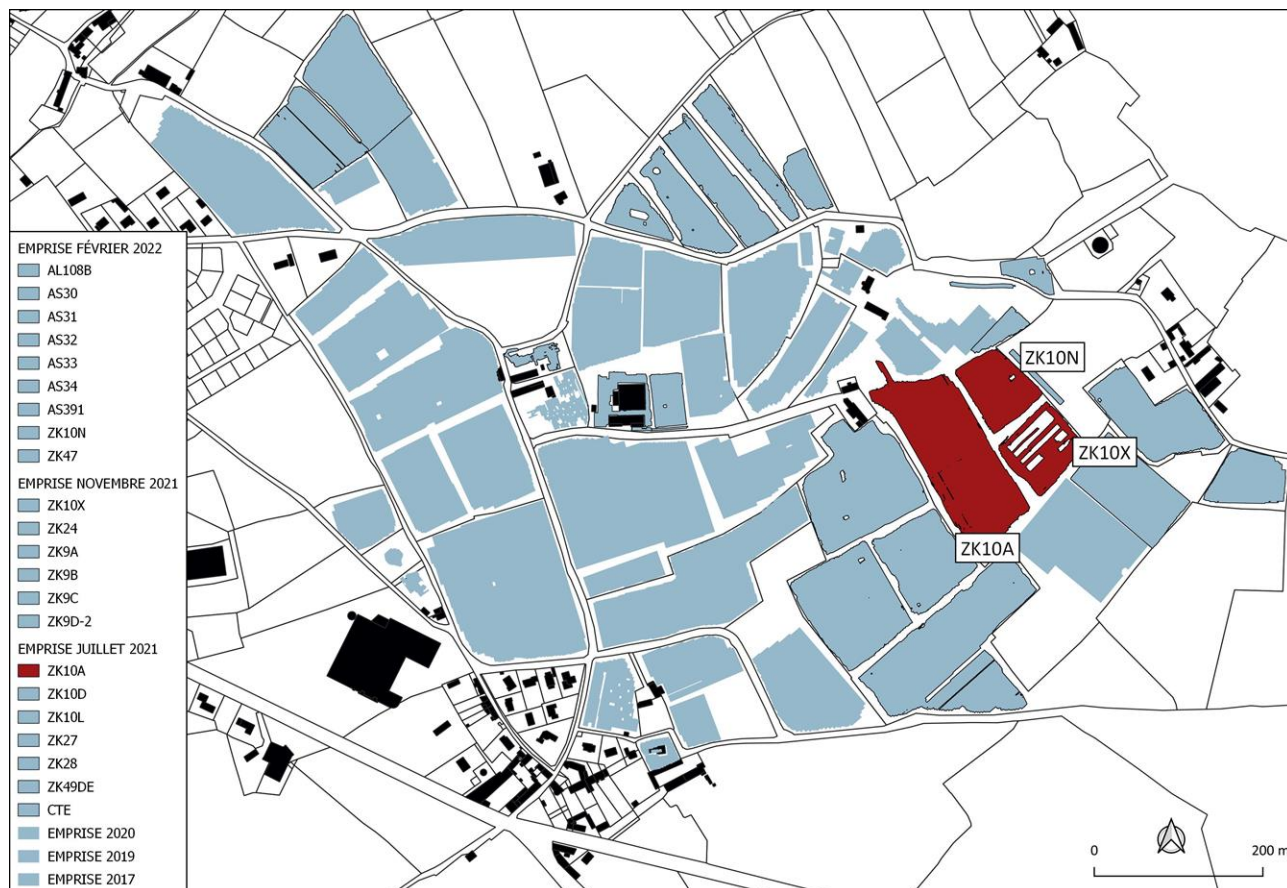 EMPRISE FÉVRIER 2022
AL108B
AS30
AS31
AS32
AS33
AS34
AS391
ZK10N
ZK47
EMPRISE NOVEMBRE 2021
ZK10X
ZK24
ZK9A
ZK9B
ZK9C
ZK9D-2
EMPRISE JUILLET 2021
ZK10A
ZK10D
ZK10L
ZK27
ZK28
ZK49DE
CTE
EMPRISE 2020
EMPRISE 2019
EMPRISE 2017
ZK10N
ZK10X
ZK10A
0 200 m